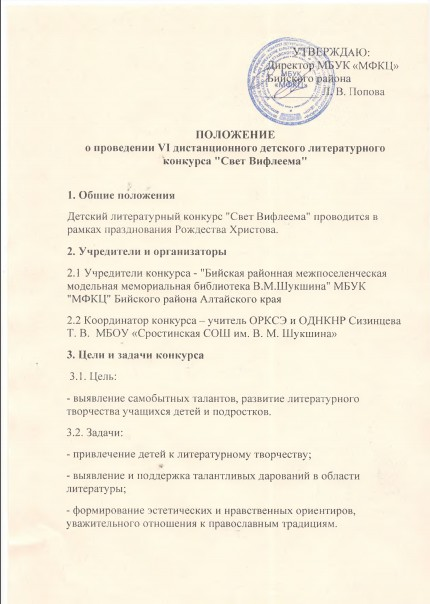 УТВЕРЖДАЮ:
Директор МБУК «МФКЦ»
Бийского района
Л. В. Попова
МБУК
«МФКЦ»
ПОЛОЖЕНИЕ
о проведении VI дистанционного детского литературного
конкурса "Свет Вифлеема"
1. Общие положения
Детский литературный конкурс "Свет Вифлеема" проводится в
рамках празднования Рождества Христова.
2. Учредители и организаторы
2.1 Учредители конкурса - "Бийская районная межпоселенческая
модельная мемориальная библиотека В.М.Шукшина" МБУК
"МФКЦ" Бийского района Алтайского края
2.2 Координатор конкурса – учитель ОРКСЭ и ОДНКНР Сизинцева
Т. В. МБОУ «Сростинская СОШ им. В. М. Шукшина»
3. Цели и задачи конкурса
3.1. Цель:
- выявление самобытных талантов, развитие литературного
творчества учащихся детей и подростков.
3.2. Задачи:
- привлечение детей к литературному творчеству;
- выявление и поддержка талантливых дарований в области
литературы;
- формирование эстетических и нравственных ориентиров,
уважительного отношения к православным традициям.